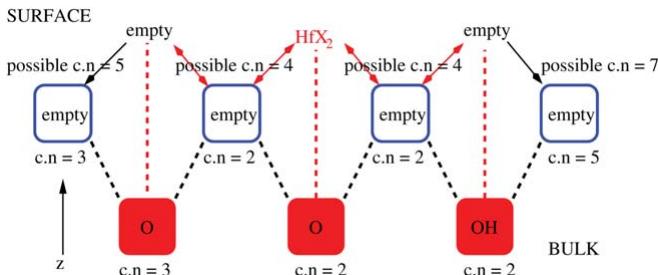 SURFACE
empty
HfX2
empty
possible c.n = 5
possible c.n = 4
possible c.n = 4
possible c.n = 7
empty
empty
empty
empty
c.n = 3
c.n = 2
c.n = 2
c.n = 5
O
O
OH
z
BULK
c.n = 3
c.n = 2
c.n = 2